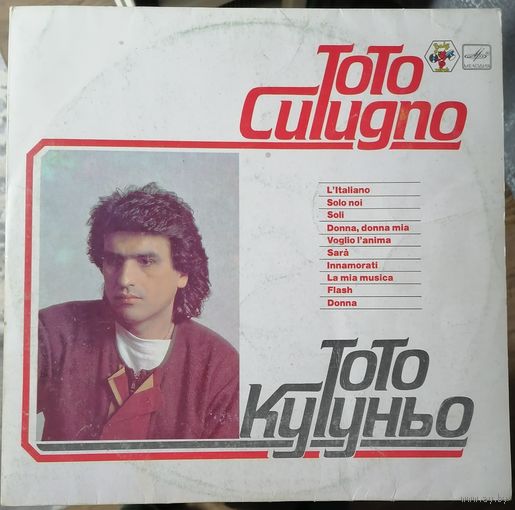 ToTo
Cutugno
МЕЛОДИЯ
L'Italiano
Solo noi
Soli
Donna, donna mia
Voglio l'anima
Sarà
Innamorati
La mia musica
Flash
Donna
ТоТо
Кутуньо